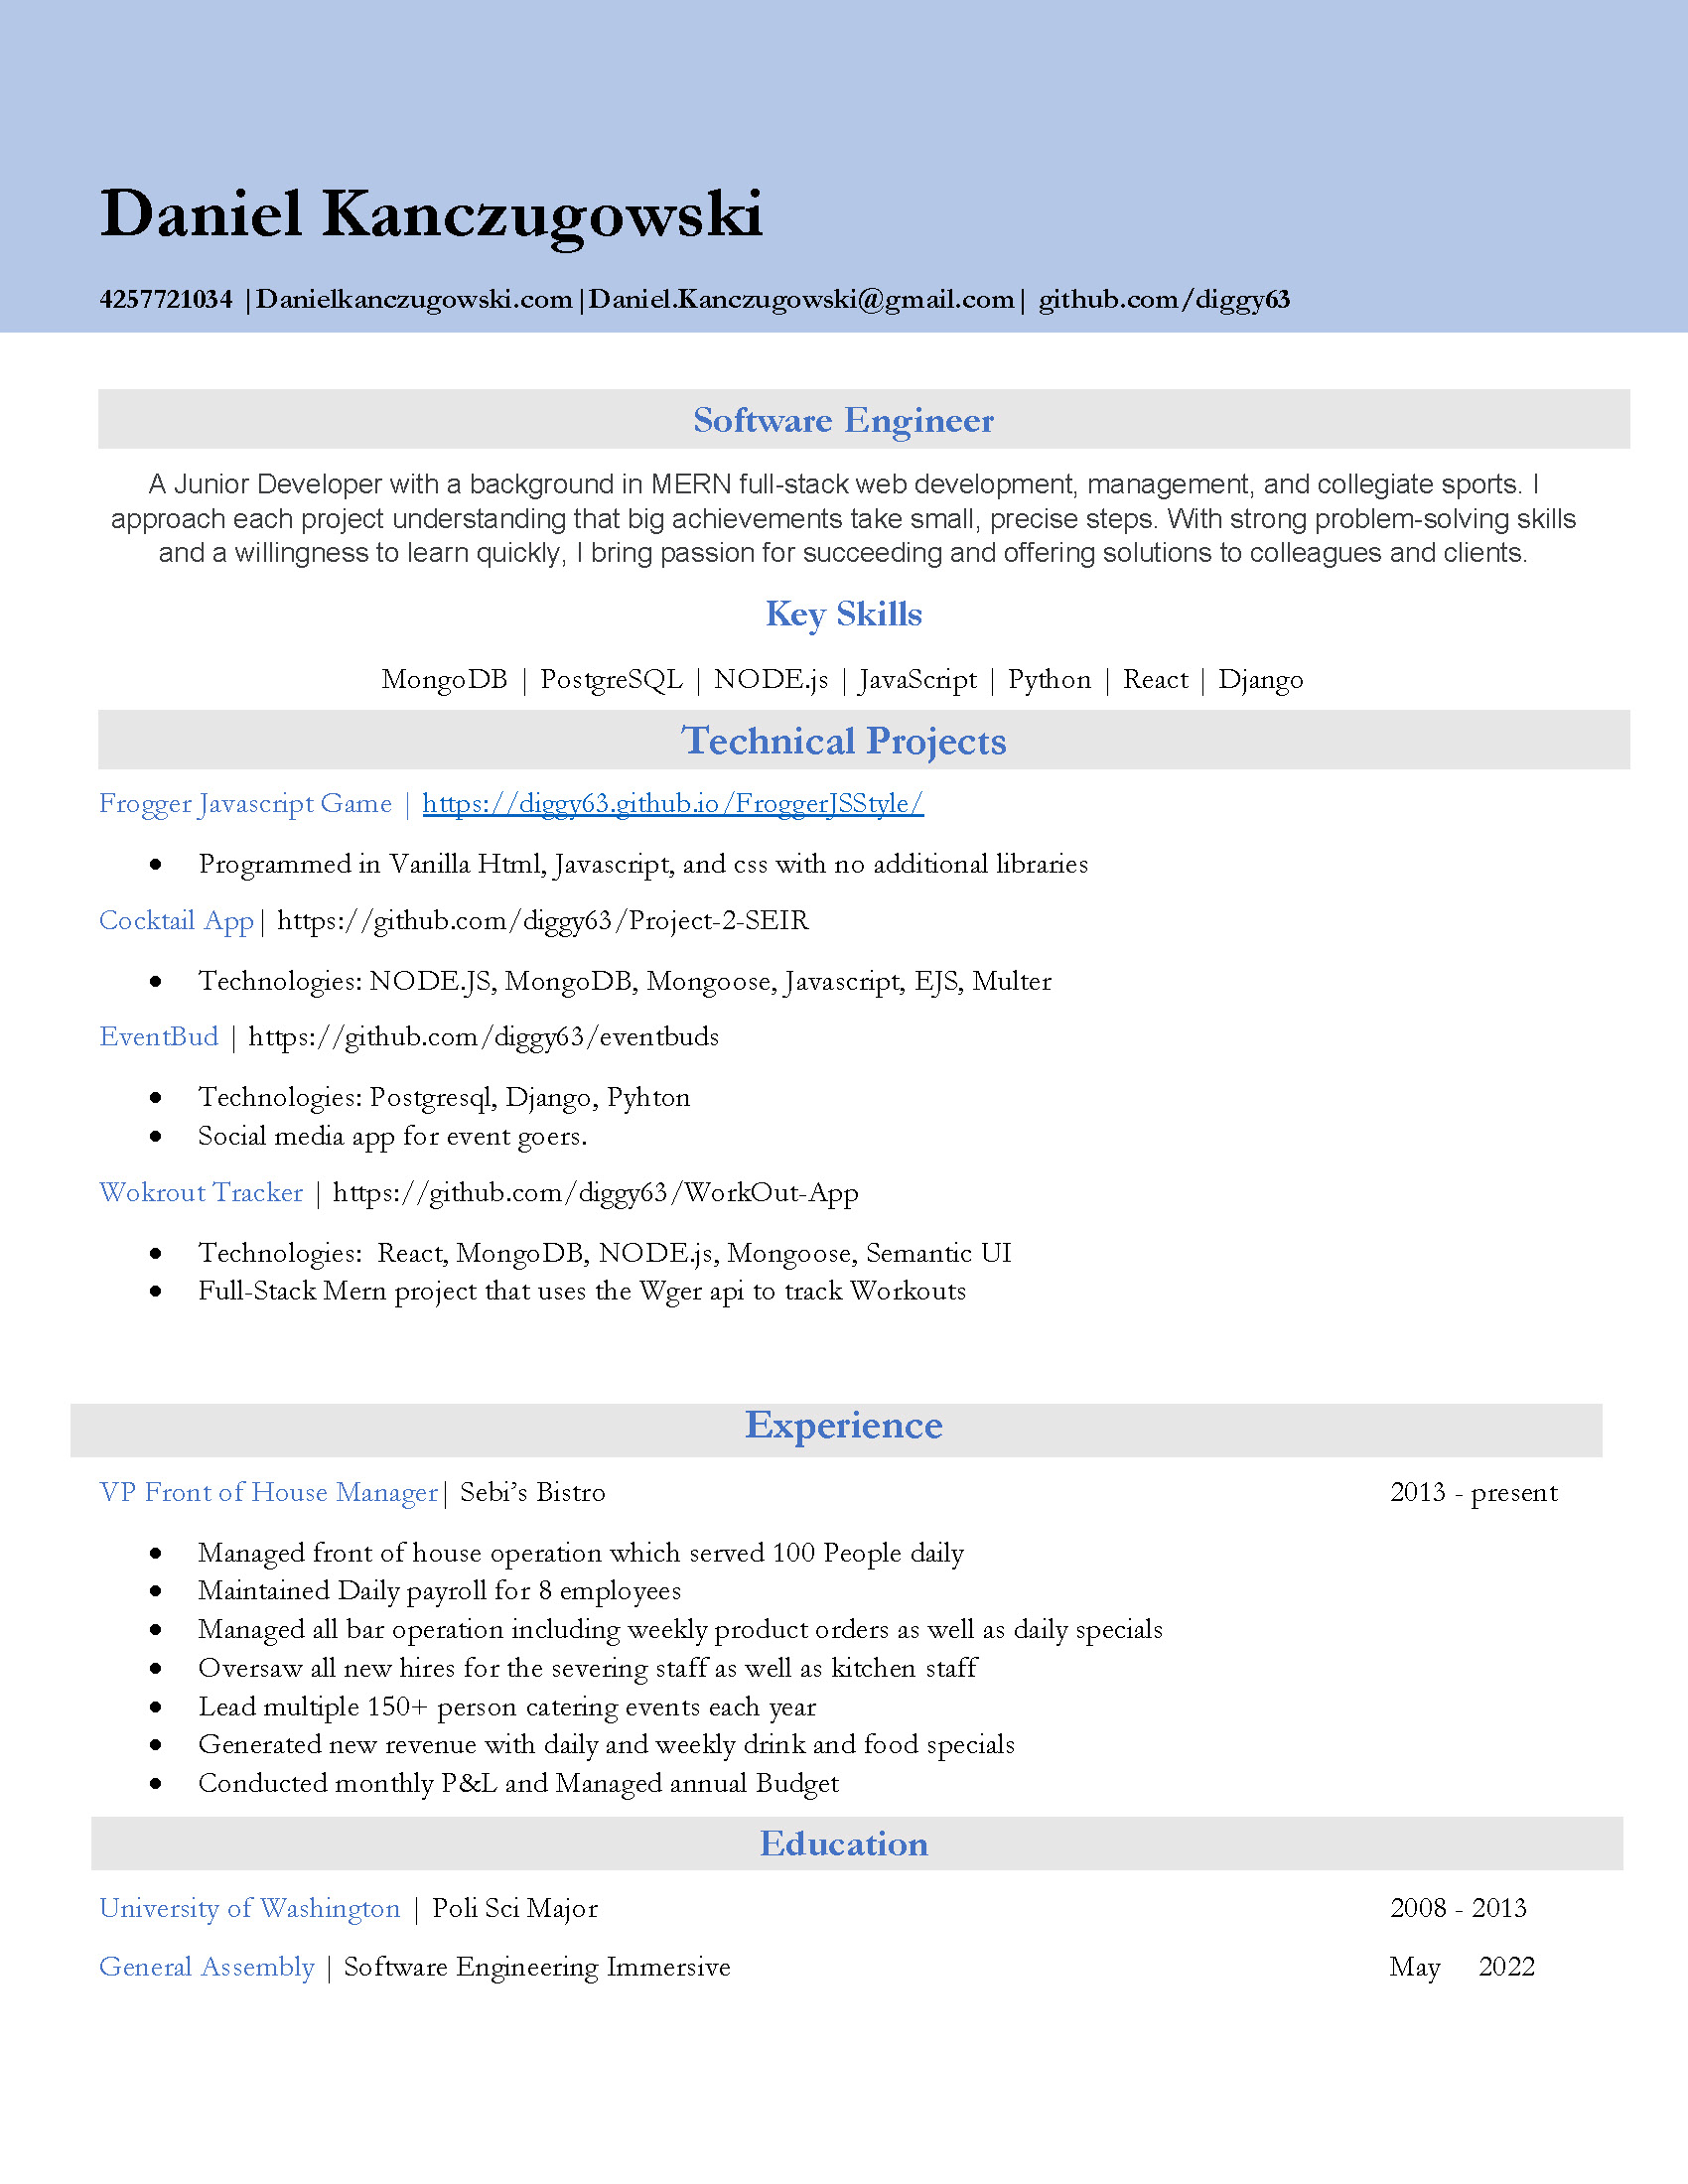 Daniel Kanczugowski
4257721034 |Danielkanczugowski.com|Daniel.Kanczugowski@gmail.com| github.com/diggy63
Software Engineer
A Junior Developer with a background in MERN full-stack web development, management, and collegiate sports. I
approach each project understanding that big achievements take small, precise steps. With strong problem-solving skills
and a willingness to learn quickly, I bring passion for succeeding and offering solutions to colleagues and clients.
Key Skills
MongoDB | PostgreSQL | NODE.js | JavaScript | Python | React | Django
Technical Projects
Frogger Javascript Game | https://diggy63.github.io/FroggerJSStyle/
• Programmed in Vanilla Html, Javascript, and css with no additional libraries
Cocktail App| https://github.com/diggy63/Project-2-SEIR
• Technologies: NODE.JS, MongoDB, Mongoose, Javascript, EJS, Multer
EventBud | https://github.com/diggy63/eventbuds
• Technologies: Postgresql, Django, Pyhton
• Social media app for event goers.
Wokrout Tracker | https://github.com/diggy63/WorkOut-App
• Technologies:  React, MongoDB, NODE.js, Mongoose, Semantic UI
• Full-Stack Mern project that uses the Wger api to track Workouts
Experience
VP Front of House Manager| Sebi’s Bistro 2013 - present
• Managed front of house operation which served 100 People daily
• Maintained Daily payroll for 8 employees
• Managed all bar operation including weekly product orders as well as daily specials
• Oversaw all new hires for the severing staff as well as kitchen staff
• Lead multiple 150+ person catering events each year
• Generated new revenue with daily and weekly drink and food specials
• Conducted monthly P&L and Managed annual Budget
Education
University of Washington | Poli Sci Major 2008 - 2013
General Assembly | Software Engineering Immersive May 2022